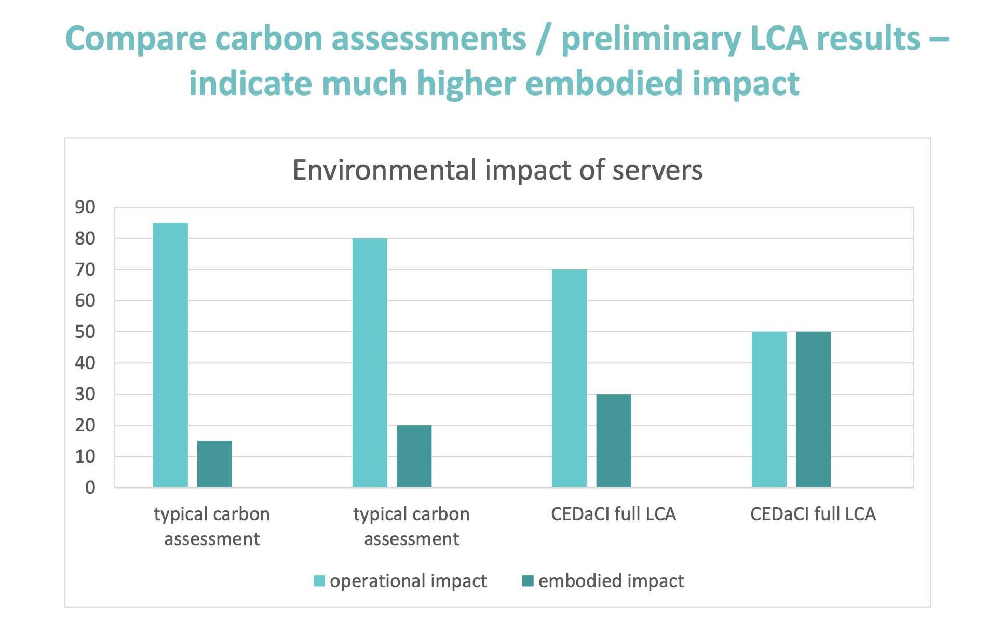 Compare carbon assessments / preliminary LCA results –
indicate much higher embodied impact
Environmental impact of servers
90
80
70
60
50
40
30
20
10
0
typical carbon
assessment
typical carbon
assessment
CEDaCI full LCA
CEDaCI full LCA
operational impact
embodied impact